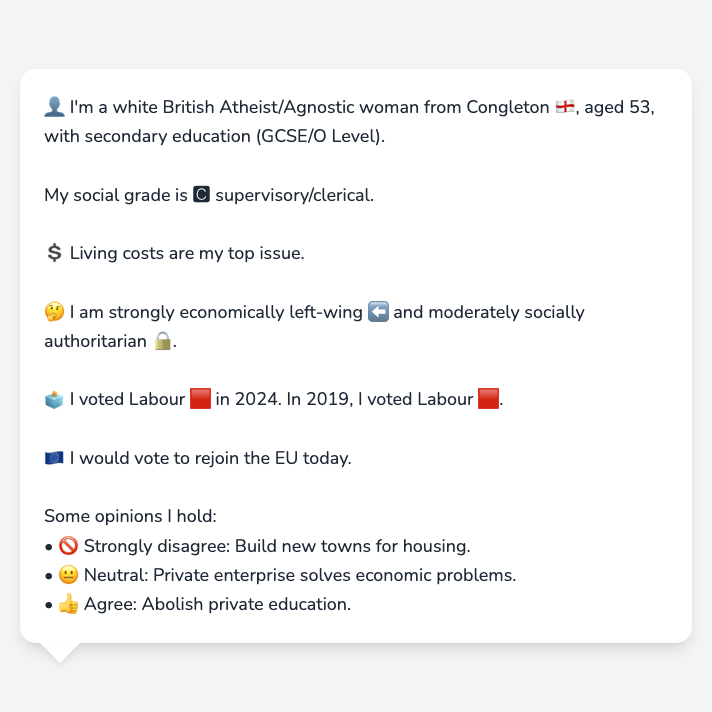 👤 I'm a white British Atheist/Agnostic woman from Congleton 🏴󠁧󠁢󠁥󠁮󠁧󠁿, aged 53,
with secondary education (GCSE/O Level).
My social grade is 🅲 supervisory/clerical.
💲 Living costs are my top issue.
🤔 I am strongly economically left-wing ⬅️ and moderately socially
authoritarian 🔒.
🗳️ I voted Labour 🟥 in 2024. In 2019, I voted Labour 🟥.
🇪🇺 I would vote to rejoin the EU today.
Some opinions I hold:
• 🚫 Strongly disagree: Build new towns for housing.
• 😐 Neutral: Private enterprise solves economic problems.
• 👍 Agree: Abolish private education.